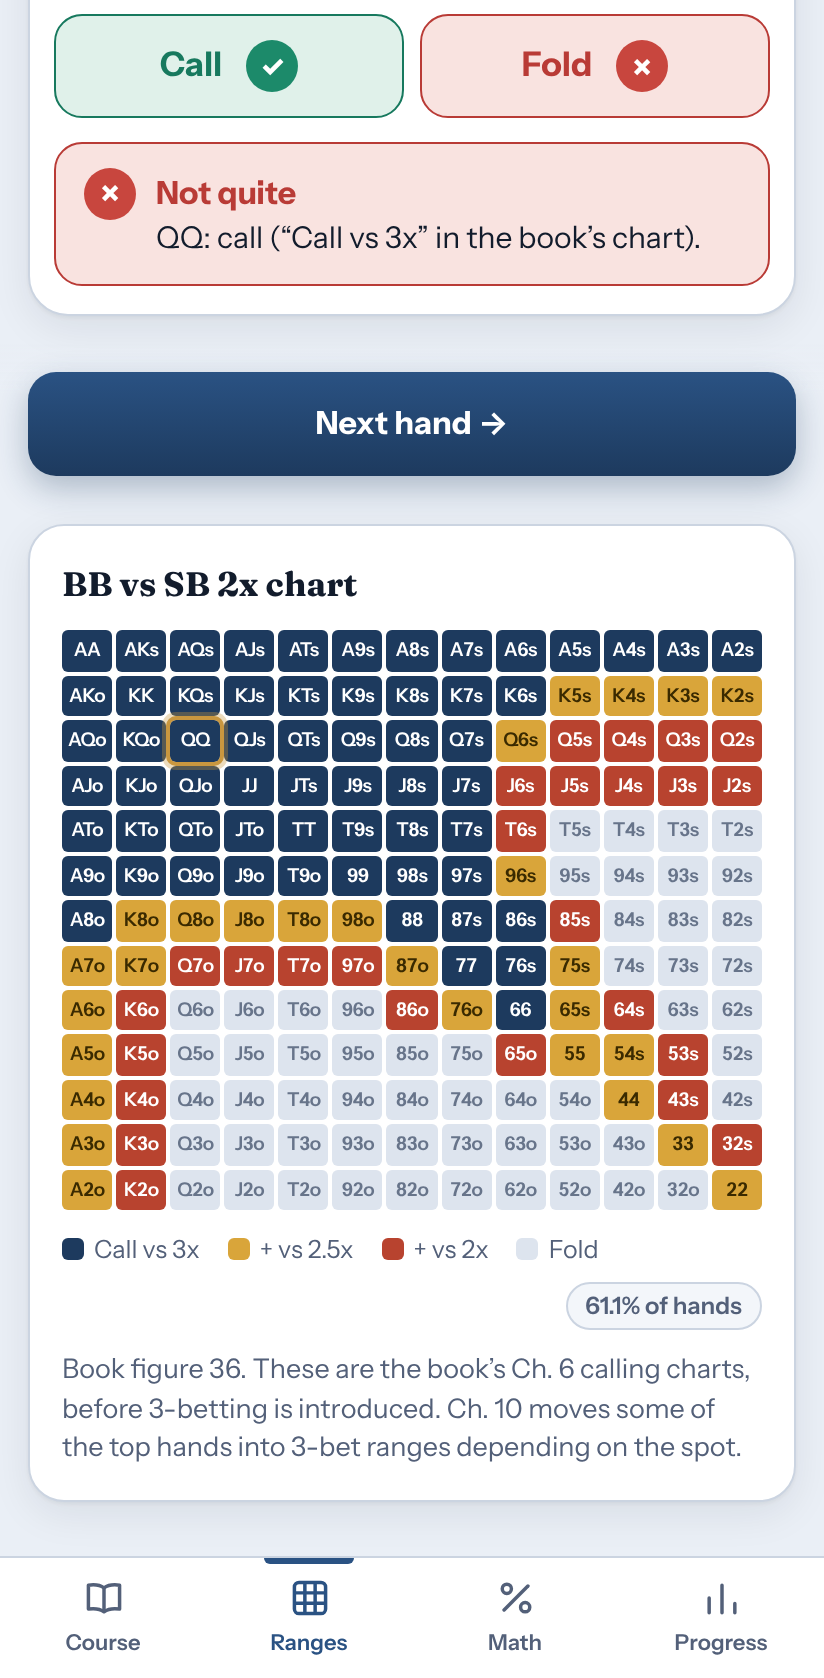 Call
Fold
Not quite
QQ: call (“Call vs 3x” in the book’s chart).
Next hand →
BB vs SB 2x chart
AA AKs AQs AJs ATs A9s A8s A7s A6s A5s A4s A3s A2s
AKo KK KQs KJs KTs K9s K8s K7s K6s K5s K4s K3s K2s
AQo KQo QQ QJs QTs Q9s Q8s Q7s Q6s Q5s Q4s Q3s Q2s
AJo KJo QJo JJ JTs J9s J8s J7s J6s J5s J4s J3s J2s
ATo KTo QTo JTo TT T9s T8s T7s T6s T5s T4s T3s T2s
A9o K9o Q9o J9o T9o 99 98s 97s 96s 95s 94s 93s 92s
A8o K8o Q8o J8o T8o 98o 88 87s 86s 85s 84s 83s 82s
A7o K7o Q7o J7o T7o 97o 87o 77 76s 75s 74s 73s 72s
A6o K6o Q6o J6o T6o 96o 86o 76o 66 65s 64s 63s 62s
A5o K5o Q5o J5o T5o 95o 85o 75o 65o 55 54s 53s 52s
A4o K4o Q4o J4o T4o 94o 84o 74o 64o 54o 44 43s 42s
A3o K3o Q3o J3o T3o 93o 83o 73o 63o 53o 43o 33 32s
A2o K2o Q2o J2o T2o 92o 82o 72o 62o 52o 42o 32o 22
Call vs 3x + vs 2.5x + vs 2x Fold
61.1% of hands
Book figure 36. These are the book’s Ch. 6 calling charts,
before 3-betting is introduced. Ch. 10 moves some of
the top hands into 3-bet ranges depending on the spot.
Course Ranges Math Progress